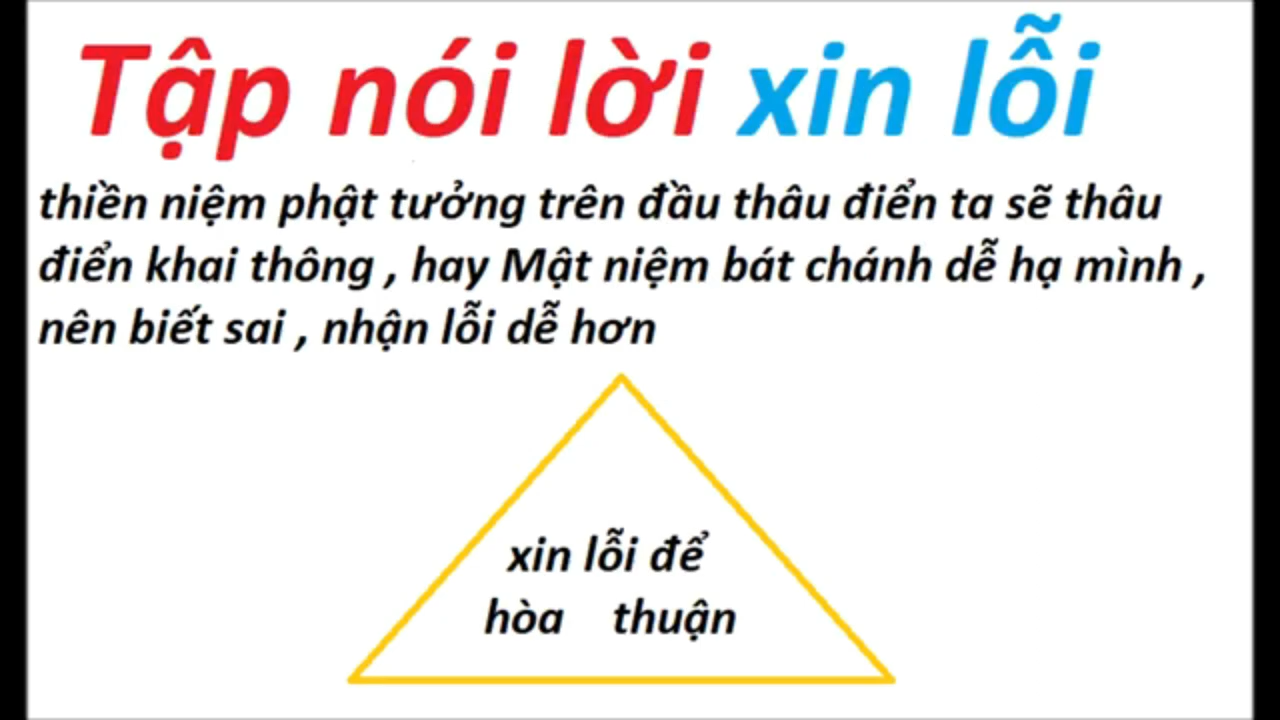 Tập nói lời xin lỗi
thiền niệm phật tưởng trên đầu thâu điển ta sẽ thâu
điển khai thông , hay Mật niệm bát chánh dễ hạ mình ,
nên biết sai , nhận lỗi dễ hơn
xin lỗi để
hòa thuận